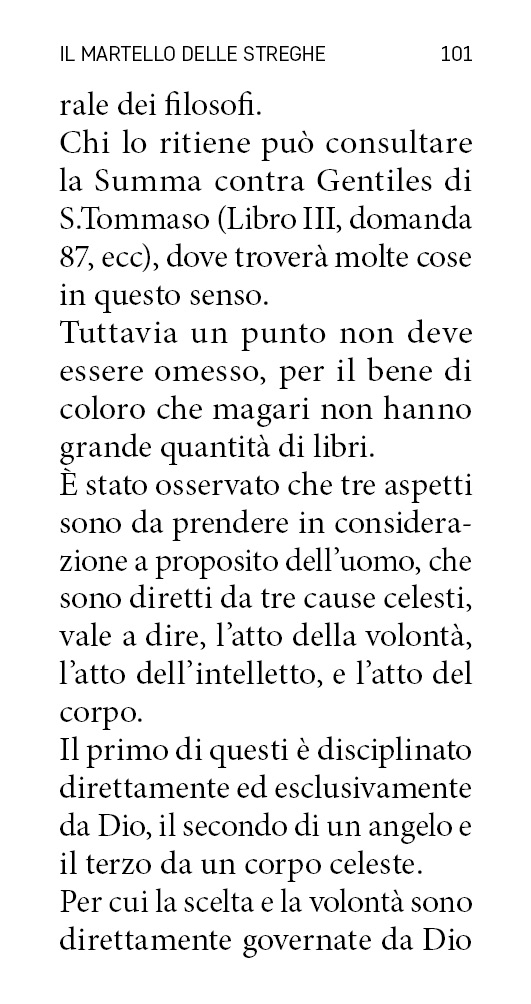 IL MARTELLO DELLE STREGHE 101
rale dei filosofi.
Chi lo ritiene può consultare
la Summa contra Gentiles di
S.Tommaso (Libro III, domanda
87, ecc), dove troverà molte cose
in questo senso.
Tuttavia un punto non deve
essere omesso, per il bene di
coloro che magari non hanno
grande quantità di libri.
È stato osservato che tre aspetti
sono da prendere in considera-
zione a proposito dell’uomo, che
sono diretti da tre cause celesti,
vale a dire, l’atto della volontà,
l’atto dell’intelletto, e l’atto del
corpo.
Il primo di questi è disciplinato
direttamente ed esclusivamente
da Dio, il secondo di un angelo e
il terzo da un corpo celeste.
Per cui la scelta e la volontà sono
direttamente governate da Dio